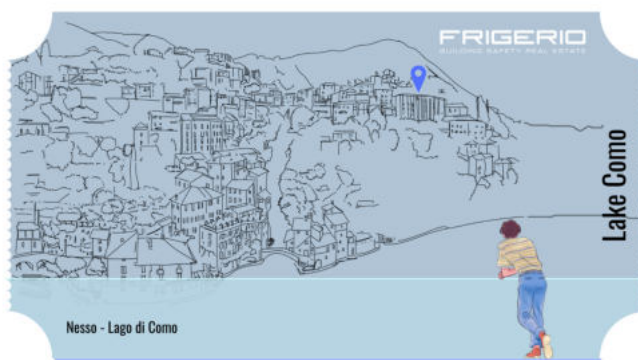 FRIGERIO
BUILDING SAFETY REAL ESTATE
Lake Como
Nesso - Lago di Como